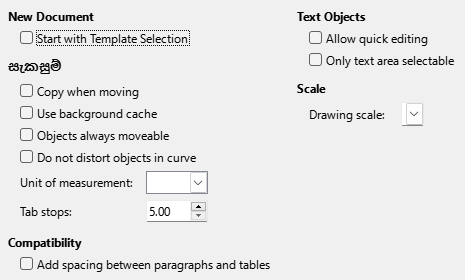 New Document
Start with Template Selection
සැකසුම්
Copy when moving
Use background cache
Objects always moveable
Do not distort objects in curve
Unit of measurement:
Tab stops: 5.00
Compatibility
Add spacing between paragraphs and tables
Text Objects
Allow quick editing
Only text area selectable
Scale
Drawing scale: